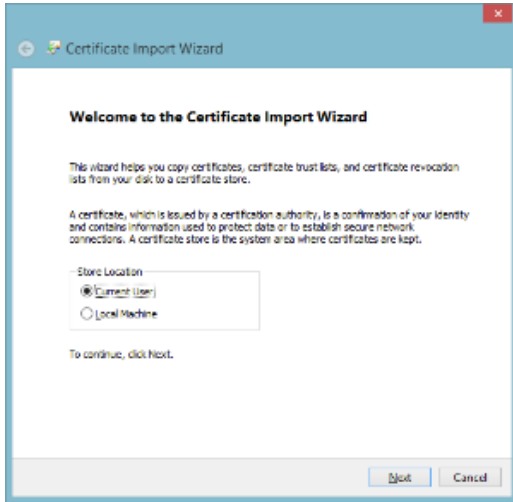 Certificate Import Wizard
Welcome to the Certificate Import Wizard
This wizard helps you copy certificates, certificate trust lists, and certificate revocation
lists from your disk to a certificate store.
A certificate, which is issued by a certification authority, is a confirmation of your identity
and contains information used to protect data or to establish secure network
connections. A certificate store is the system area where certificates are kept.
Store Location
Current User
Local Machine
To continue, click Next.
Next
Cancel